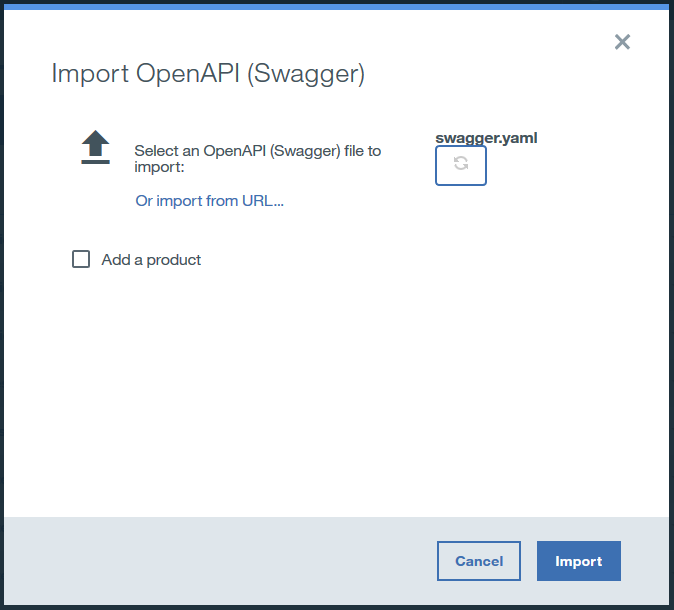 Import OpenAPI (Swagger)
Select an OpenAPI (Swagger) file to
import:
swagger.yaml
Or import from URL...
Add a product
Cancel
Import